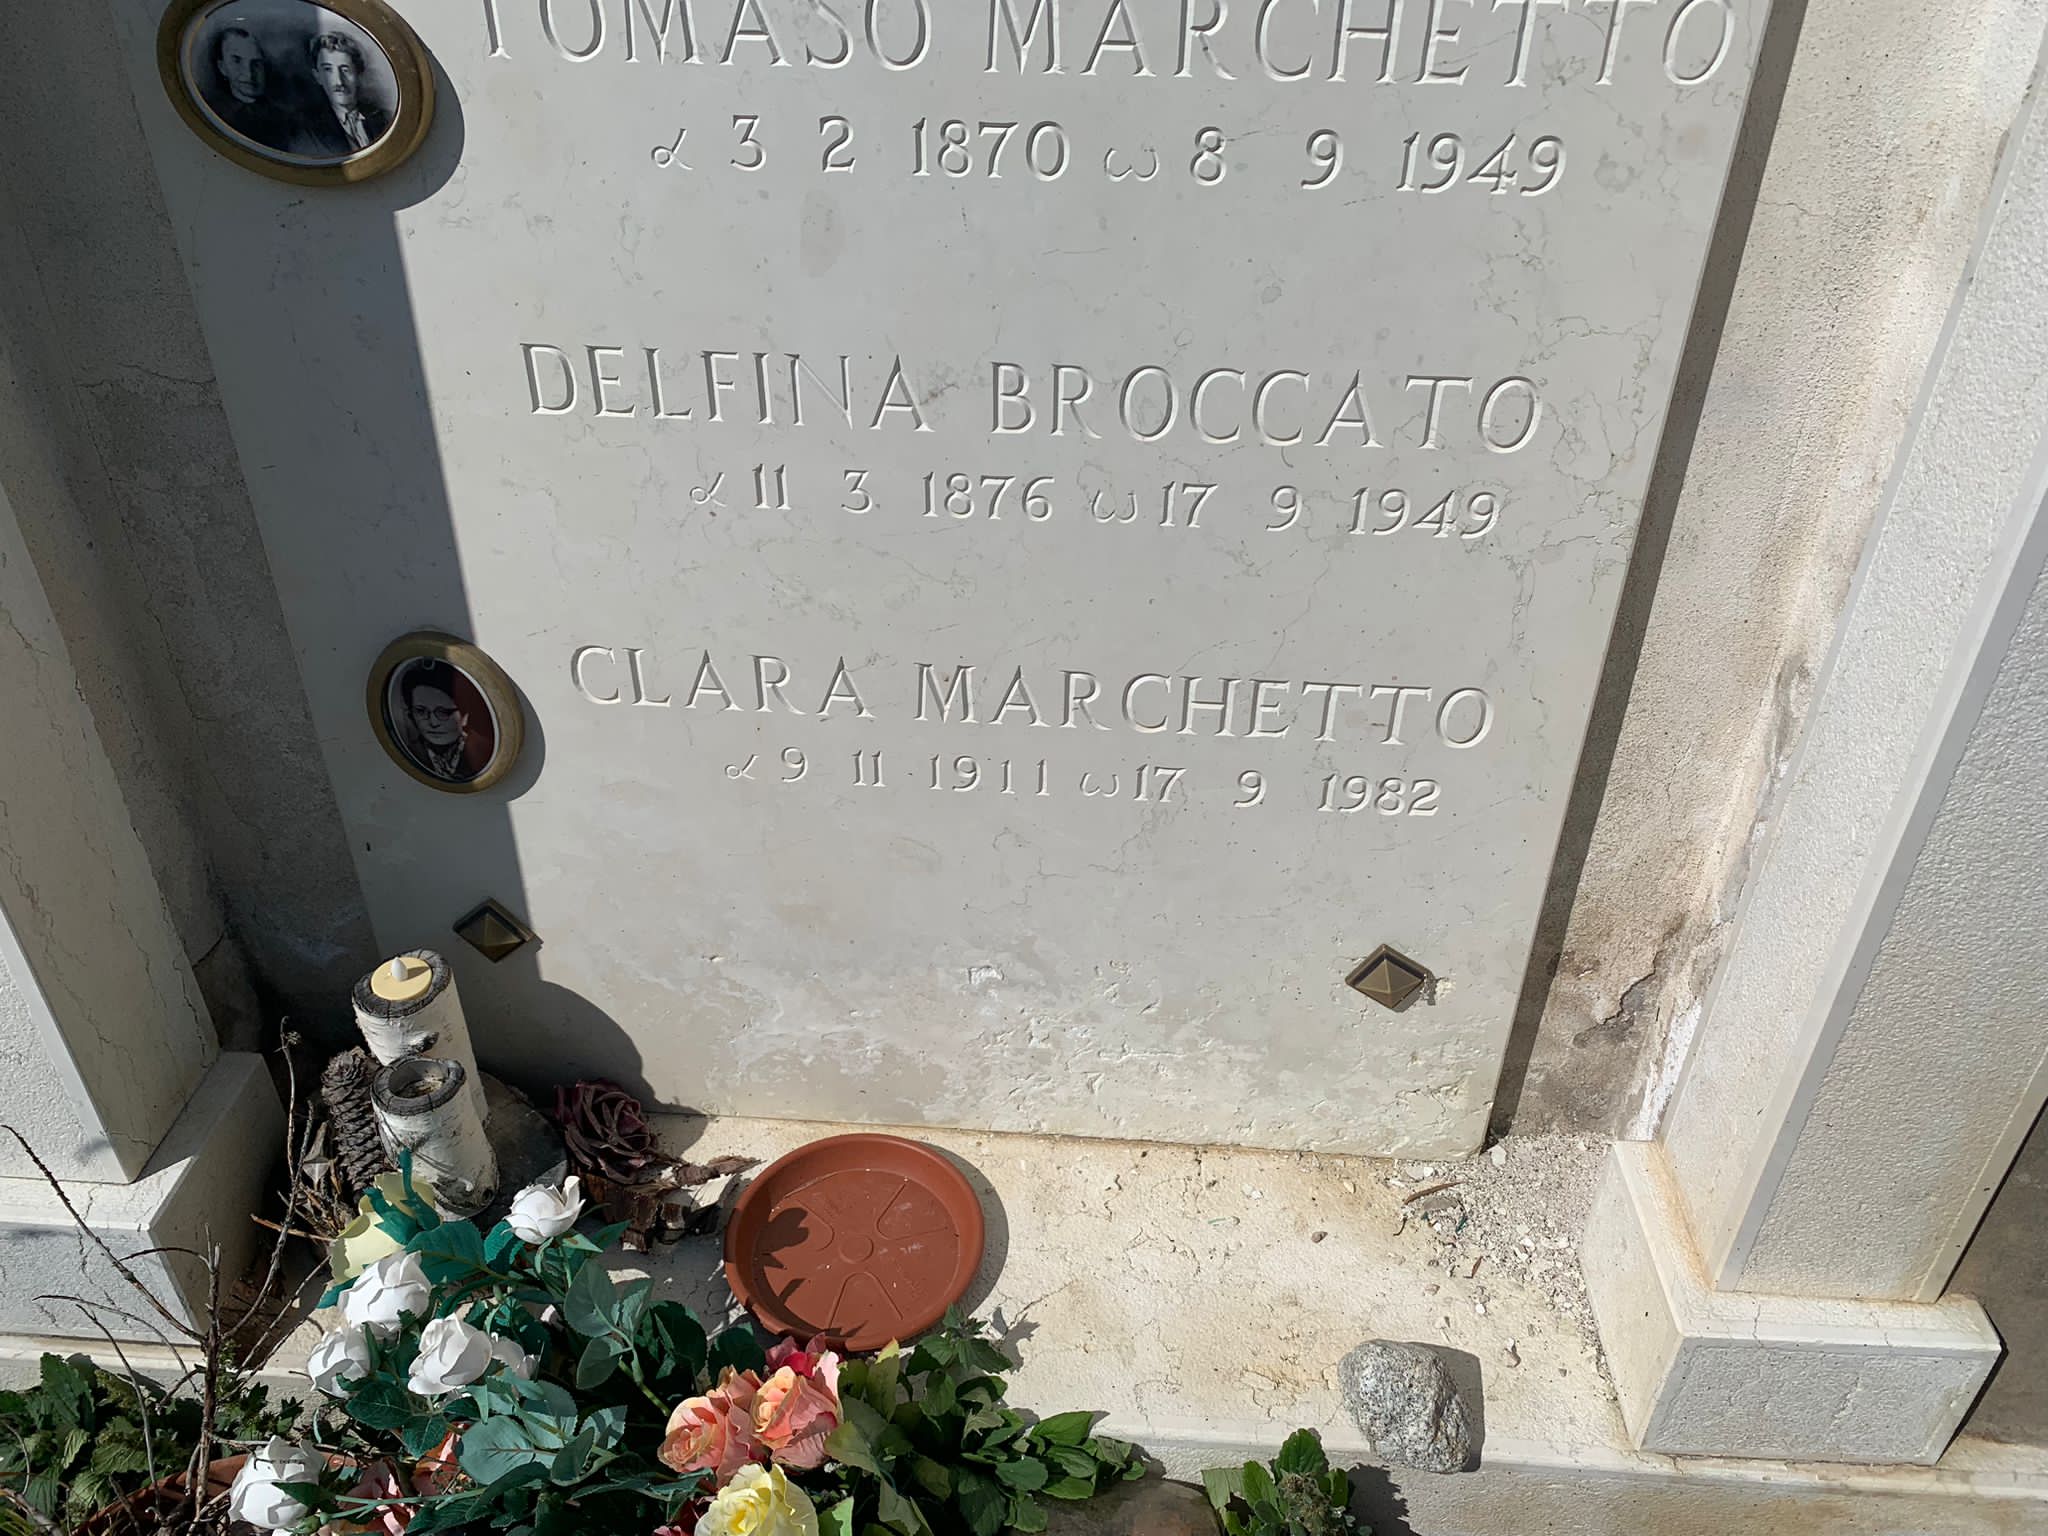 TOMASO MARCHETTO
α 3 2 1870 ω 8 9 1949
DELFINA BROCCATO
α 11 3 1876 ω 17 9 1949
CLARA MARCHETTO
α 9 11 1911 ω 17 9 1982